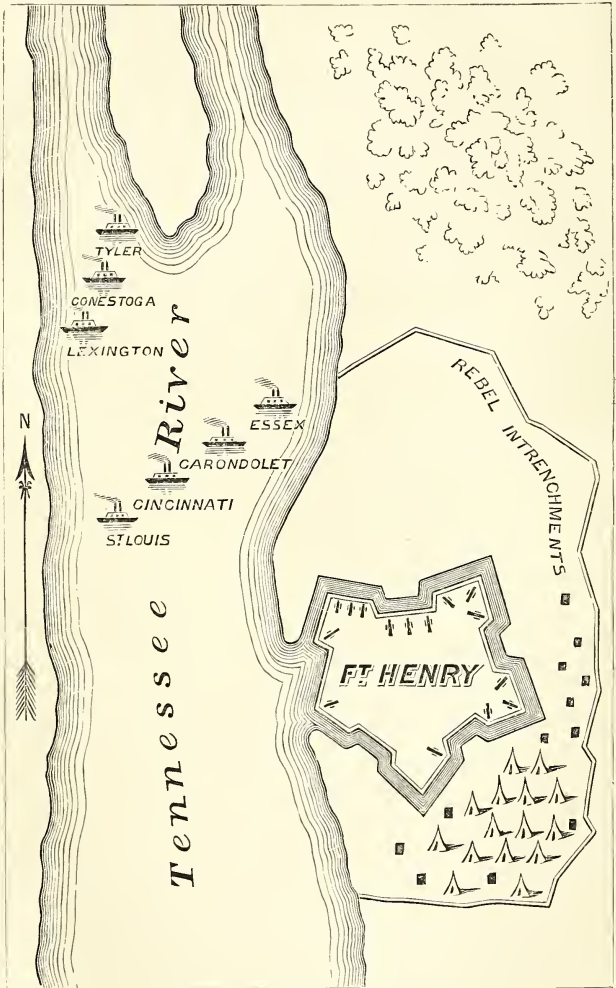 TYLER
CONESTOGA
LEXINGTON
ESSEX
CARONDOLET
CINCINNATI
ST. LOUIS
N
Tennessee River
REBEL INTRENCHMENTS
FT. HENRY